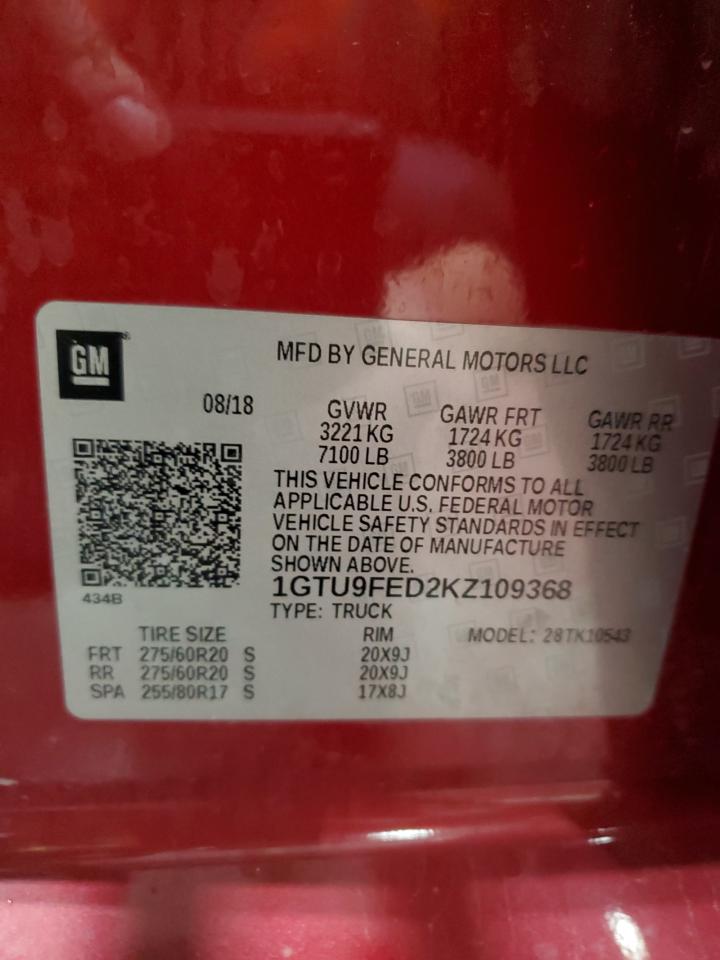 GM
MFD BY GENERAL MOTORS LLC
08/18
GVWR GAWR FRT GAWR RR
3221 KG 1724 KG 1724 KG
7100 LB 3800 LB 3800 LB
THIS VEHICLE CONFORMS TO ALL
APPLICABLE U.S. FEDERAL MOTOR
VEHICLE SAFETY STANDARDS IN EFFECT
ON THE DATE OF MANUFACTURE
SHOWN ABOVE.
434B
1GTU9FED2KZ109368
TYPE: TRUCK
TIRE SIZE RIM MODEL: 28TK10543
FRT 275/60R20 S 20X9J
RR 275/60R20 S 20X9J
SPA 255/80R17 S 17X8J